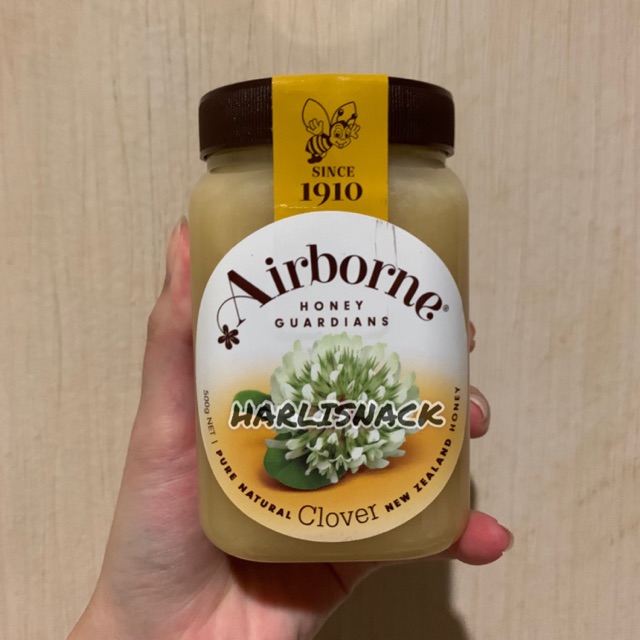 SINCE
1910
Airborne®
HONEY
GUARDIANS
HARLISNACK
500g NET | PURE NATURAL Clover NEW ZEALAND HONEY